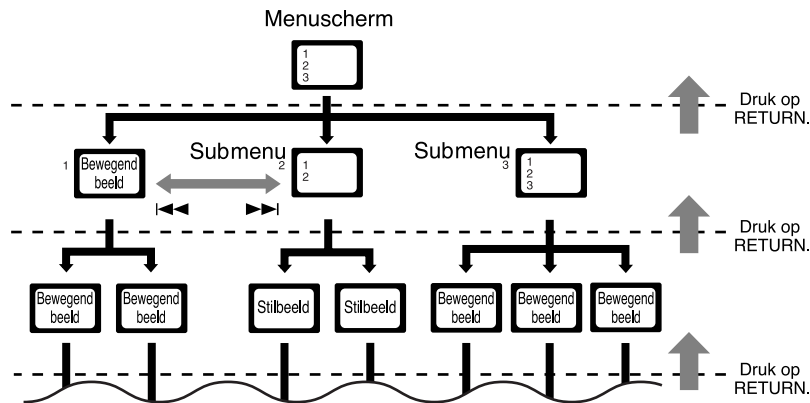 Menuscherm
1
2
3
Druk op
RETURN.
1
Bewegend
beeld
Submenu
2
1
2
Submenu
3
1
2
3
Druk op
RETURN.
Bewegend
beeld
Bewegend
beeld
Stilbeeld
Stilbeeld
Bewegend
beeld
Bewegend
beeld
Bewegend
beeld
Druk op
RETURN.